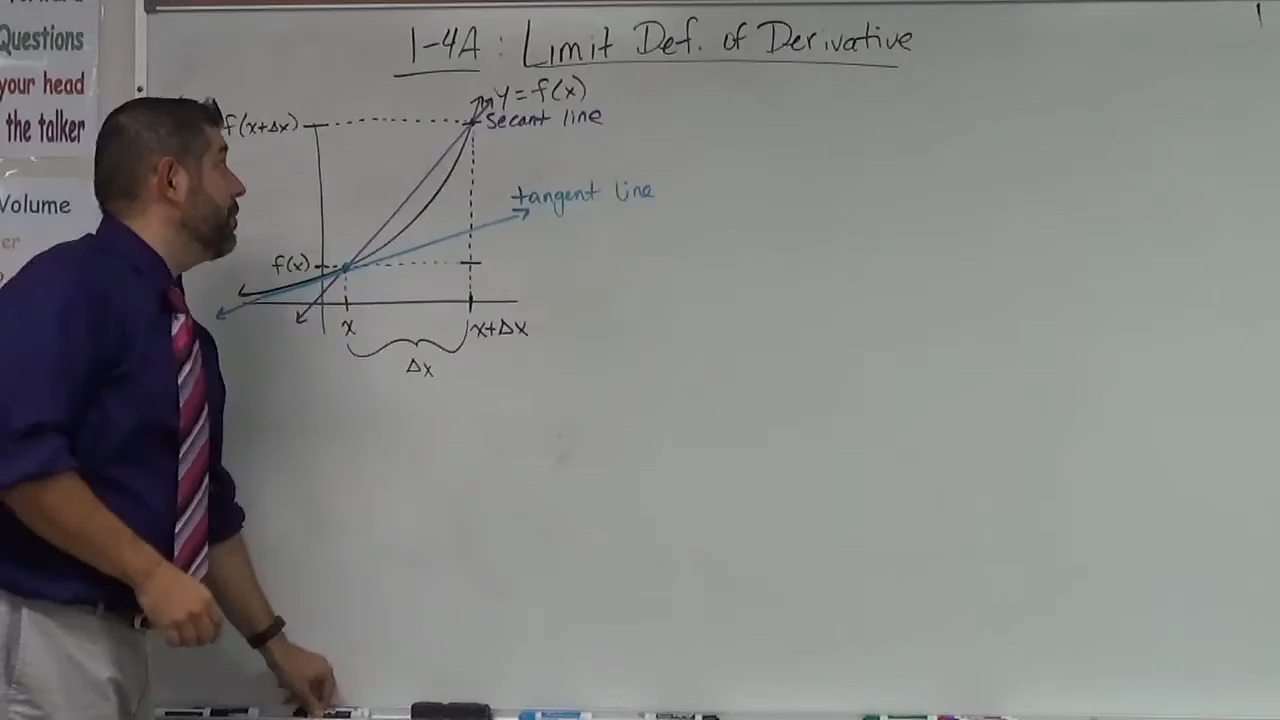 Questions
your head
the talker
Volume
er
1-4A : Limit Def. of Derivative
y = f(x)
f(x+Δx)
secant line
tangent line
f(x)
x
x+Δx
Δx